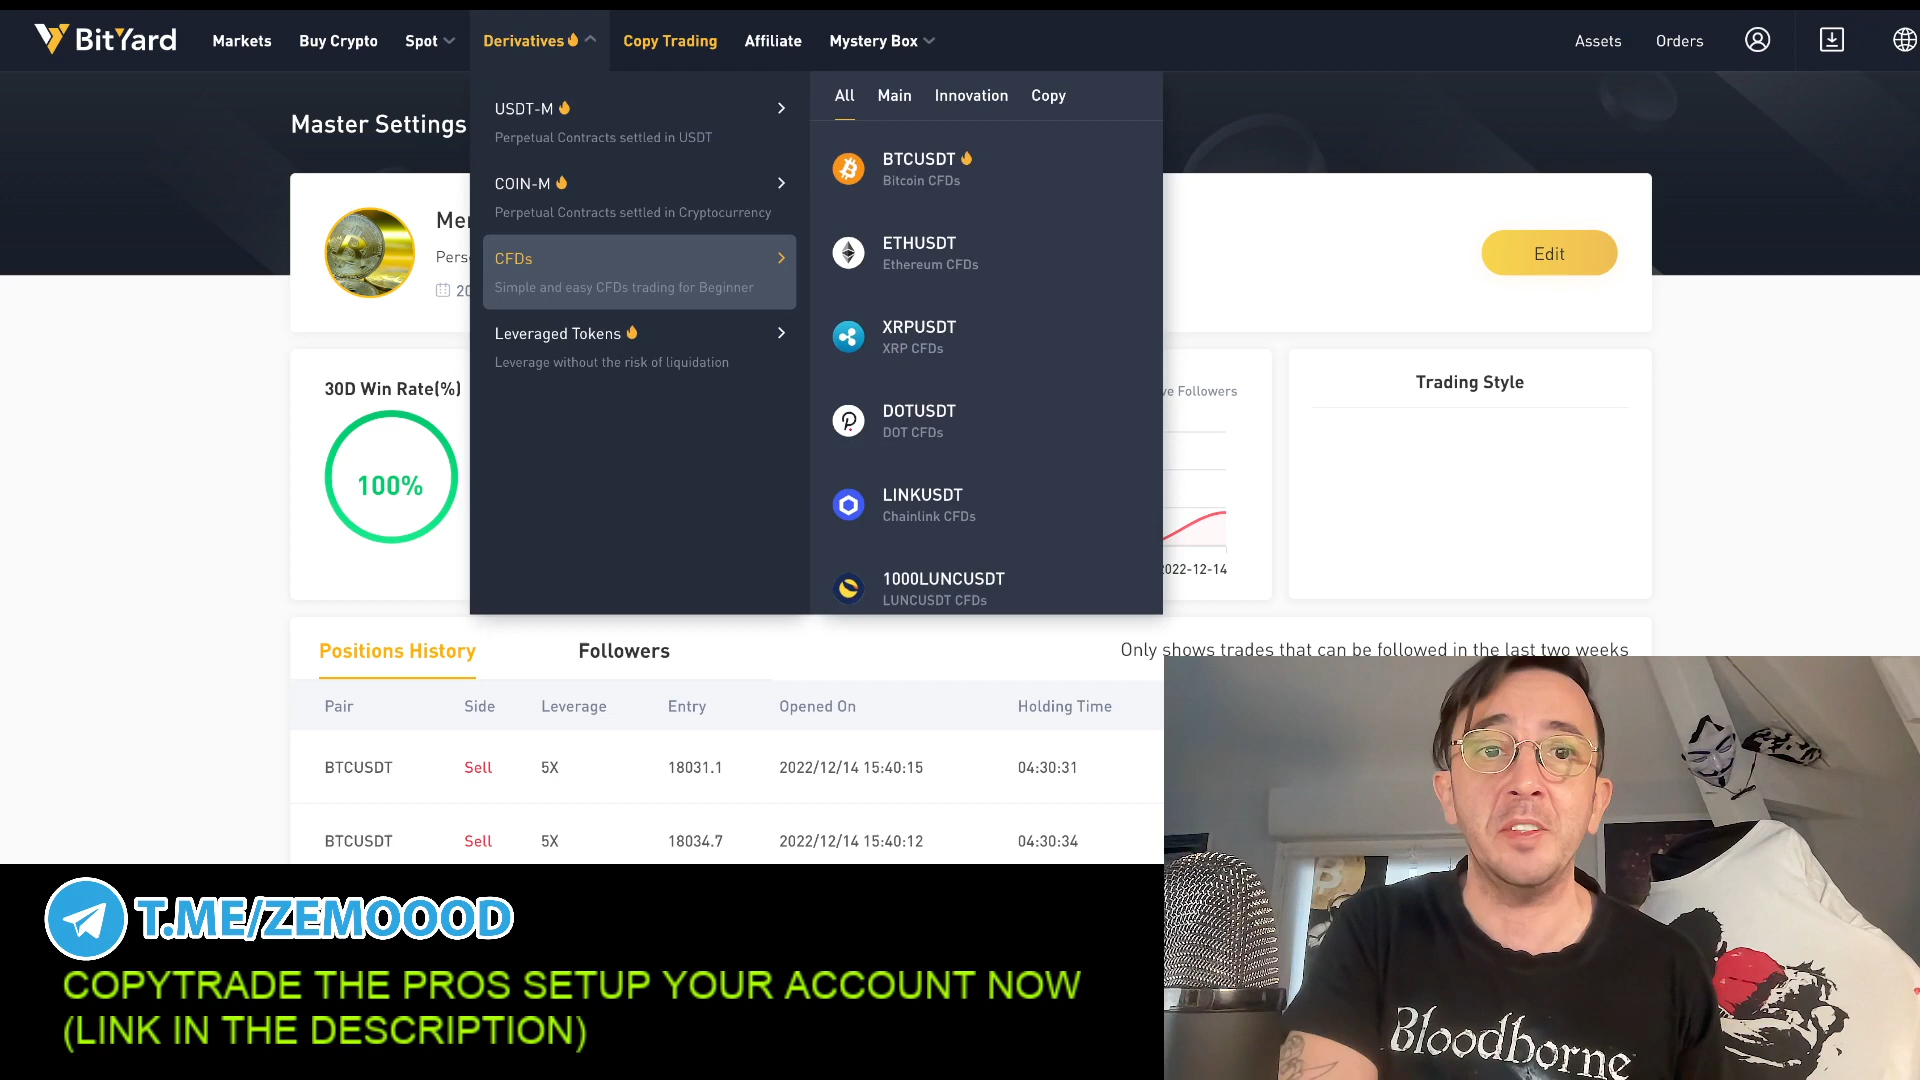 BitYard
Markets
Buy Crypto
Spot
Derivatives
Copy Trading
Affiliate
Mystery Box
Assets
Orders
Master Settings
USDT-M
Perpetual Contracts settled in USDT
COIN-M
Perpetual Contracts settled in Cryptocurrency
CFDs
Simple and easy CFDs trading for Beginner
Leveraged Tokens
Leverage without the risk of liquidation
All Main Innovation Copy
BTCUSDT
Bitcoin CFDs
ETHUSDT
Ethereum CFDs
XRPUSDT
XRP CFDs
DOTUSDT
DOT CFDs
LINKUSDT
Chainlink CFDs
1000LUNCUSDT
LUNCUSDT CFDs
Edit
30D Win Rate(%)
100%
Followers
2022-12-14
Trading Style
Positions History
Followers
Only shows trades that can be followed in the last two weeks
Pair Side Leverage Entry Opened On Holding Time
BTCUSDT Sell 5X 18031.1 2022/12/14 15:40:15 04:30:31
BTCUSDT Sell 5X 18034.7 2022/12/14 15:40:12 04:30:34
T.ME/ZEMOOOD
COPYTRADE THE PROS SETUP YOUR ACCOUNT NOW
(LINK IN THE DESCRIPTION)
Bloodborne